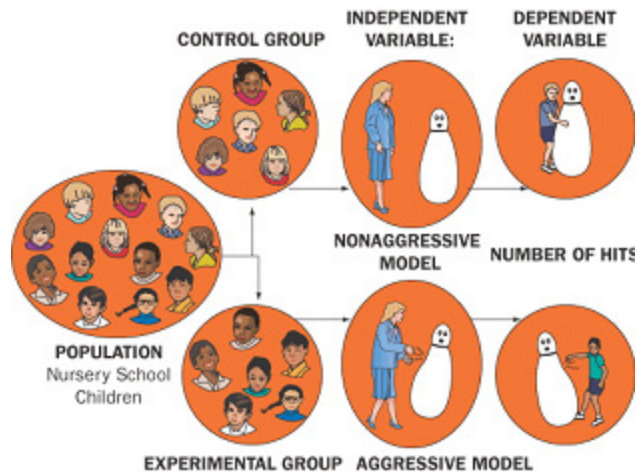 CONTROL GROUP
INDEPENDENT
VARIABLE:
DEPENDENT
VARIABLE
NONAGGRESSIVE
MODEL
NUMBER OF HITS
POPULATION
Nursery School
Children
EXPERIMENTAL GROUP
AGGRESSIVE MODEL